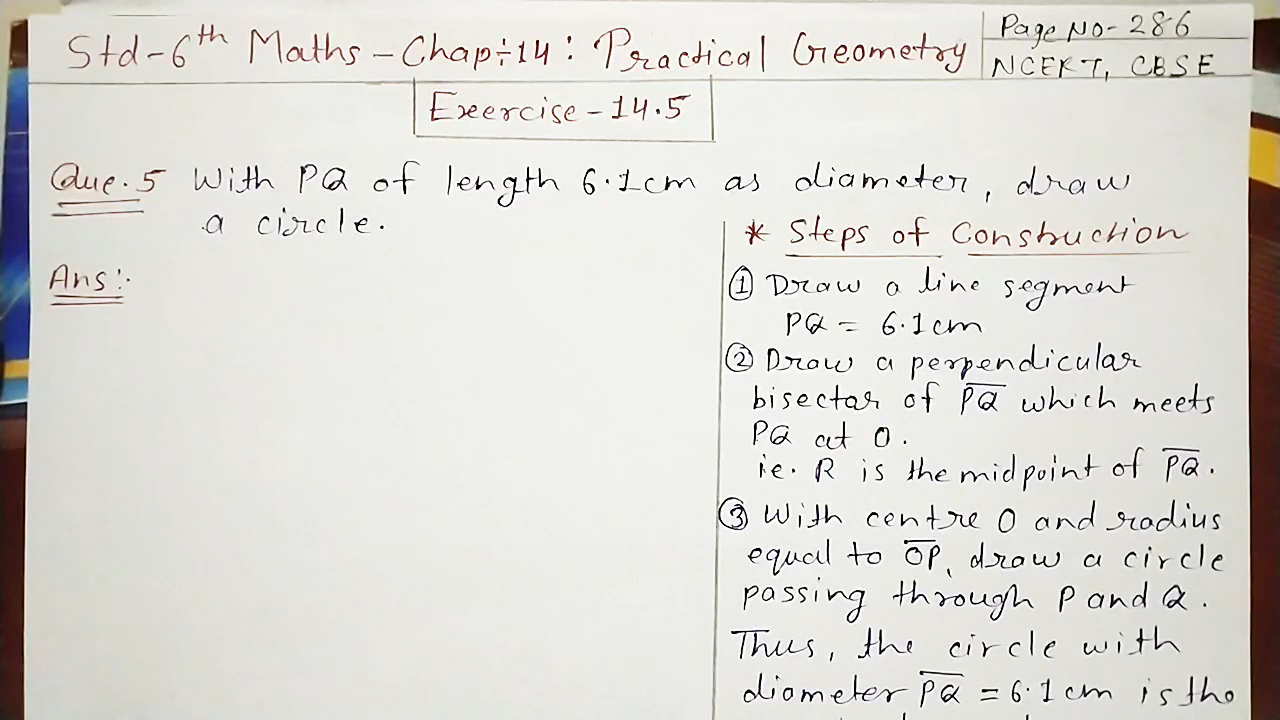 Std-6th Maths - Chap÷14: Practical Geometry
Page No- 286
NCERT, CBSE
Exercise - 14.5
Que. 5 With PQ of length 6.1cm as diameter, draw
a circle.
Ans:-
* Steps of Construction
① Draw a line segment
PQ = 6.1cm
② Draw a perpendicular
bisectar of PQ which meets
PQ at O.
ie. R is the midpoint of PQ.
③ With centre O and radius
equal to OP, draw a circle
passing through P and Q.
Thus, the circle with
diameter PQ = 6.1cm is the